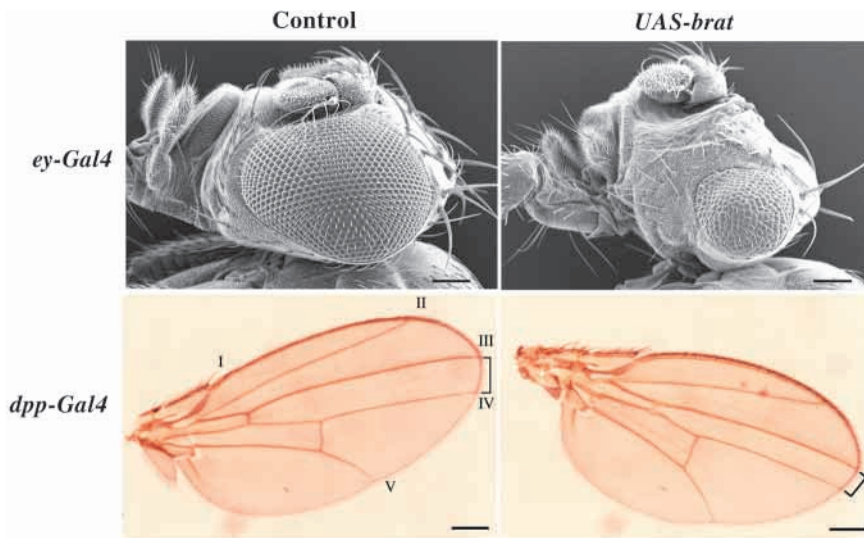 Control
UAS-brat
ey-Gal4
II
I
III
dpp-Gal4
IV
V